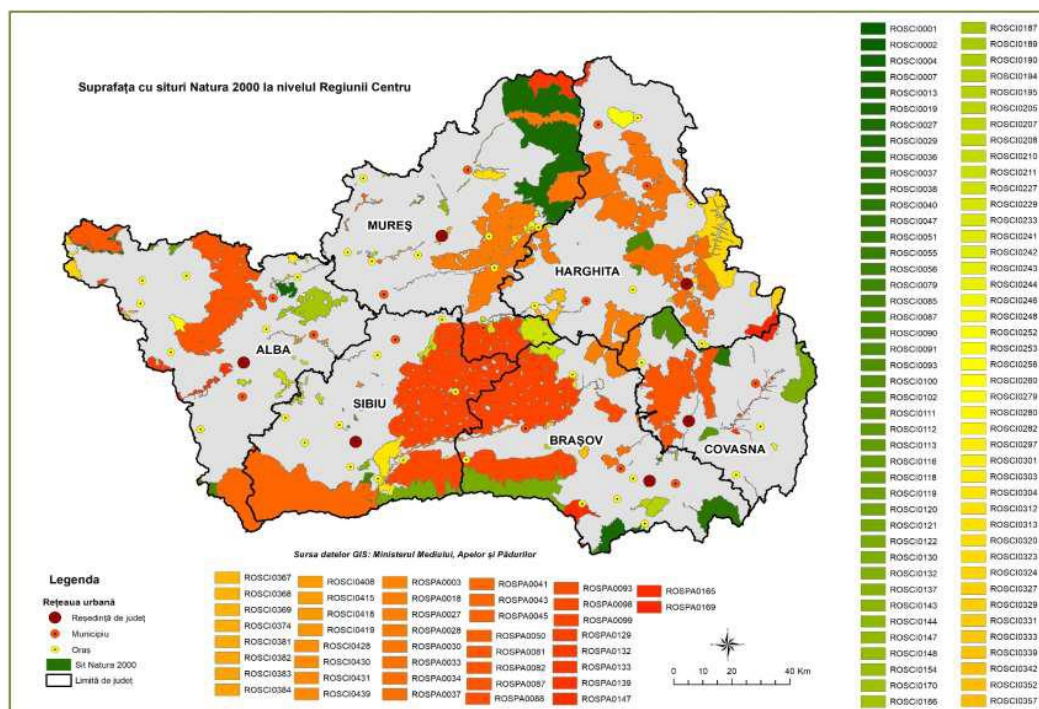 Suprafața cu situri Natura 2000 la nivelul Regiunii Centru
MUREȘ
HARGHITA
ALBA
SIBIU
BRAȘOV
COVASNA
Sursa datelor GIS: Ministerul Mediului, Apelor și Pădurilor
Legenda
Rețeaua urbană
Reședință de județ
Municipiu
Oraș
Sit Natura 2000
Limită de județ
ROSCI0367
ROSCI0368
ROSCI0369
ROSCI0374
ROSCI0381
ROSCI0382
ROSCI0383
ROSCI0384
ROSCI0408
ROSCI0415
ROSCI0418
ROSCI0419
ROSCI0428
ROSCI0430
ROSCI0431
ROSCI0439
ROSPA0003
ROSPA0018
ROSPA0027
ROSPA0028
ROSPA0030
ROSPA0033
ROSPA0034
ROSPA0037
ROSPA0041
ROSPA0043
ROSPA0045
ROSPA0050
ROSPA0081
ROSPA0082
ROSPA0087
ROSPA0088
ROSPA0093
ROSPA0098
ROSPA0099
ROSPA0129
ROSPA0132
ROSPA0133
ROSPA0139
ROSPA0147
ROSPA0165
ROSPA0169
20 10 0 20 40 Km
ROSCI0001
ROSCI0002
ROSCI0004
ROSCI0007
ROSCI0013
ROSCI0019
ROSCI0027
ROSCI0029
ROSCI0036
ROSCI0037
ROSCI0038
ROSCI0040
ROSCI0047
ROSCI0051
ROSCI0055
ROSCI0056
ROSCI0079
ROSCI0085
ROSCI0087
ROSCI0090
ROSCI0091
ROSCI0093
ROSCI0100
ROSCI0102
ROSCI0111
ROSCI0112
ROSCI0113
ROSCI0116
ROSCI0118
ROSCI0119
ROSCI0120
ROSCI0121
ROSCI0122
ROSCI0130
ROSCI0132
ROSCI0137
ROSCI0143
ROSCI0144
ROSCI0147
ROSCI0148
ROSCI0154
ROSCI0170
ROSCI0186
ROSCI0187
ROSCI0189
ROSCI0190
ROSCI0194
ROSCI0195
ROSCI0205
ROSCI0207
ROSCI0208
ROSCI0210
ROSCI0211
ROSCI0227
ROSCI0229
ROSCI0233
ROSCI0241
ROSCI0242
ROSCI0243
ROSCI0244
ROSCI0246
ROSCI0248
ROSCI0252
ROSCI0253
ROSCI0256
ROSCI0260
ROSCI0279
ROSCI0280
ROSCI0282
ROSCI0297
ROSCI0301
ROSCI0303
ROSCI0304
ROSCI0312
ROSCI0313
ROSCI0320
ROSCI0323
ROSCI0324
ROSCI0327
ROSCI0329
ROSCI0331
ROSCI0333
ROSCI0339
ROSCI0342
ROSCI0352
ROSCI0357